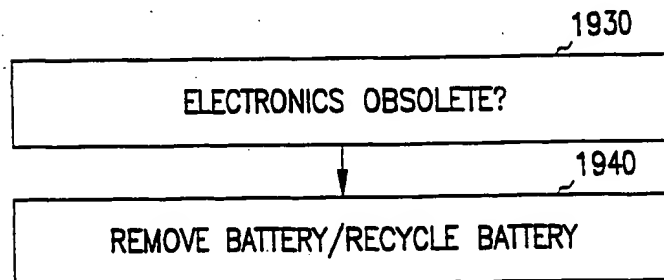 1930
ELECTRONICS OBSOLETE?
1940
REMOVE BATTERY/RECYCLE BATTERY